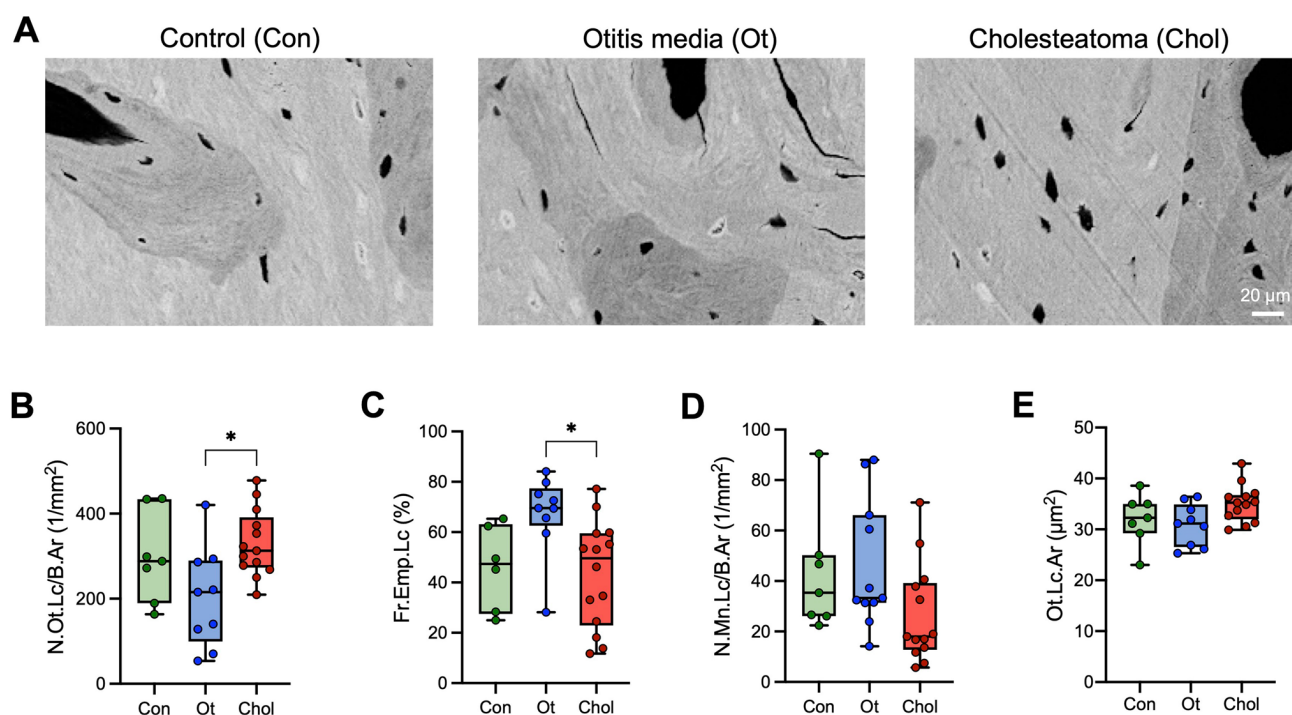 A
Control (Con)
Otitis media (Ot)
Cholesteatoma (Chol)
20 µm
B
N.Ot.Lc/B.Ar (1/mm²)
600
400
200
0
*
Con
Ot
Chol
C
Fr.Emp.Lc (%)
100
80
60
40
20
0
*
Con
Ot
Chol
D
N.Mn.Lc/B.Ar (1/mm²)
100
80
60
40
20
0
Con
Ot
Chol
E
Ot.Lc.Ar (µm²)
50
40
30
20
10
0
Con
Ot
Chol